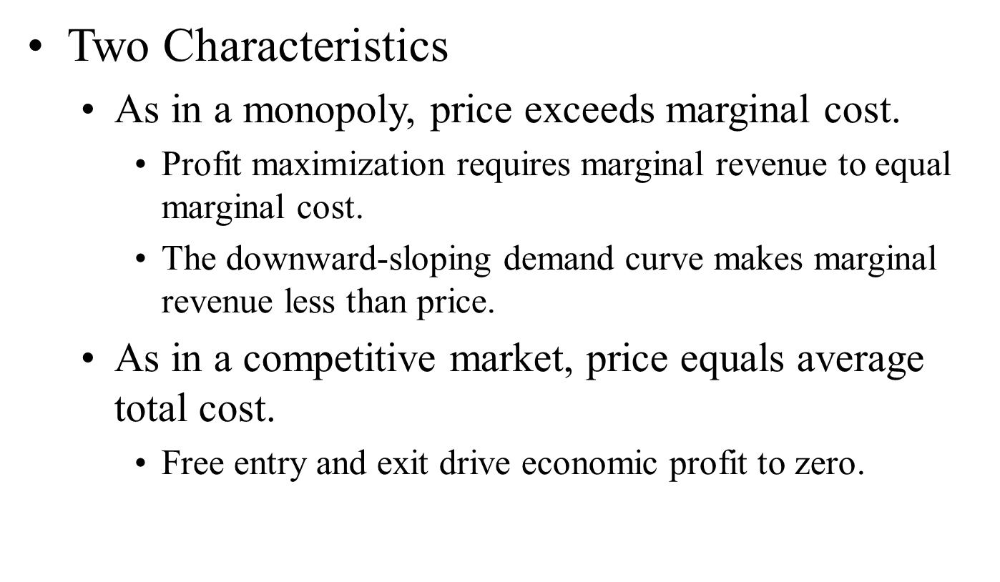 • Two Characteristics
• As in a monopoly, price exceeds marginal cost.
• Profit maximization requires marginal revenue to equal
marginal cost.
• The downward-sloping demand curve makes marginal
revenue less than price.
• As in a competitive market, price equals average
total cost.
• Free entry and exit drive economic profit to zero.